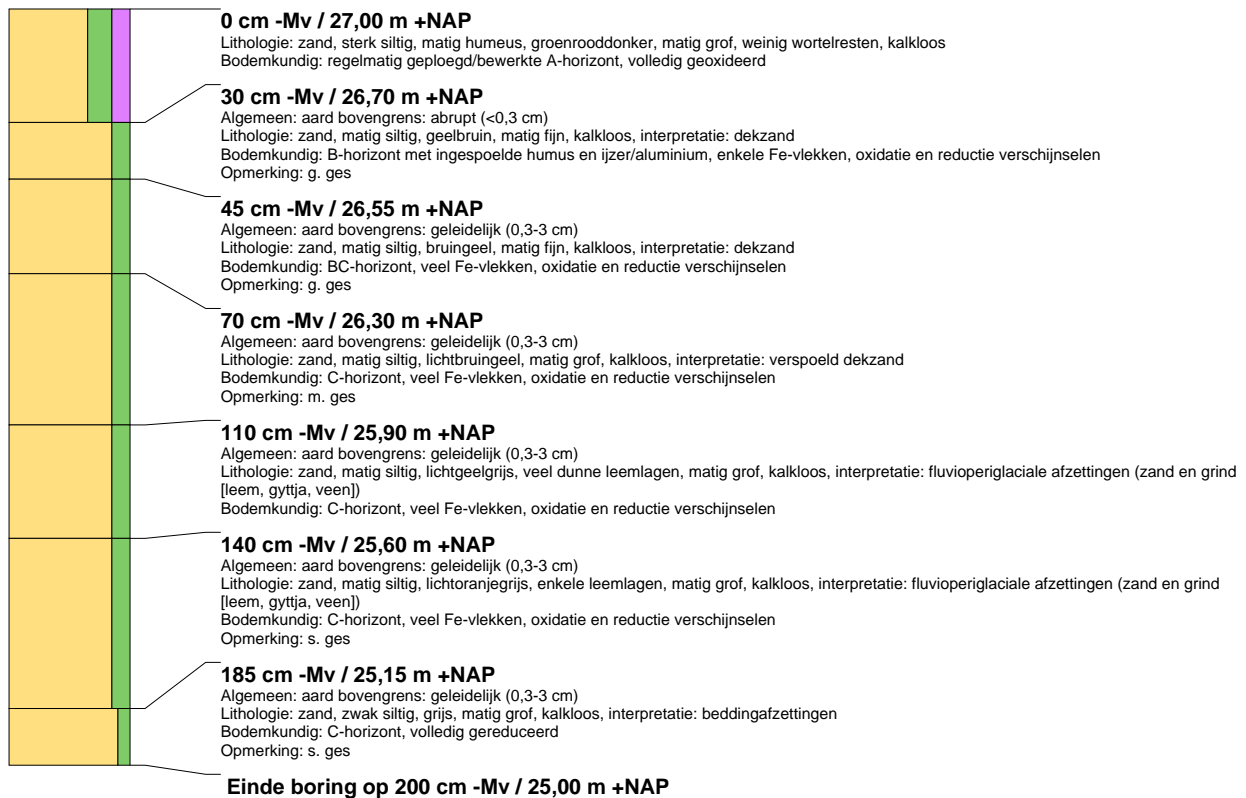 0 cm -Mv / 27,00 m +NAP
Lithologie: zand, sterk siltig, matig humeus, groenrooddonker, matig grof, weinig wortelresten, kalkloos
Bodemkundig: regelmatig geploegd/bewerkte A-horizont, volledig geoxideerd
30 cm -Mv / 26,70 m +NAP
Algemeen: aard bovengrens: abrupt (<0,3 cm)
Lithologie: zand, matig siltig, geelbruin, matig fijn, kalkloos, interpretatie: dekzand
Bodemkundig: B-horizont met ingespoelde humus en ijzer/aluminium, enkele Fe-vlekken, oxidatie en reductie verschijnselen
Opmerking: g. ges
45 cm -Mv / 26,55 m +NAP
Algemeen: aard bovengrens: geleidelijk (0,3-3 cm)
Lithologie: zand, matig siltig, bruingeel, matig fijn, kalkloos, interpretatie: dekzand
Bodemkundig: BC-horizont, veel Fe-vlekken, oxidatie en reductie verschijnselen
Opmerking: g. ges
70 cm -Mv / 26,30 m +NAP
Algemeen: aard bovengrens: geleidelijk (0,3-3 cm)
Lithologie: zand, matig siltig, lichtbruingeel, matig grof, kalkloos, interpretatie: verspoeld dekzand
Bodemkundig: C-horizont, veel Fe-vlekken, oxidatie en reductie verschijnselen
Opmerking: m. ges
110 cm -Mv / 25,90 m +NAP
Algemeen: aard bovengrens: geleidelijk (0,3-3 cm)
Lithologie: zand, matig siltig, lichtgeelgrijs, veel dunne leemlagen, matig grof, kalkloos, interpretatie: fluvioperiglaciale afzettingen (zand en grind
[leem, gyttja, veen])
Bodemkundig: C-horizont, veel Fe-vlekken, oxidatie en reductie verschijnselen
140 cm -Mv / 25,60 m +NAP
Algemeen: aard bovengrens: geleidelijk (0,3-3 cm)
Lithologie: zand, matig siltig, lichtoranjegrijs, enkele leemlagen, matig grof, kalkloos, interpretatie: fluvioperiglaciale afzettingen (zand en grind
[leem, gyttja, veen])
Bodemkundig: C-horizont, veel Fe-vlekken, oxidatie en reductie verschijnselen
Opmerking: s. ges
185 cm -Mv / 25,15 m +NAP
Algemeen: aard bovengrens: geleidelijk (0,3-3 cm)
Lithologie: zand, zwak siltig, grijs, matig grof, kalkloos, interpretatie: beddingafzettingen
Bodemkundig: C-horizont, volledig gereduceerd
Opmerking: s. ges
Einde boring op 200 cm -Mv / 25,00 m +NAP